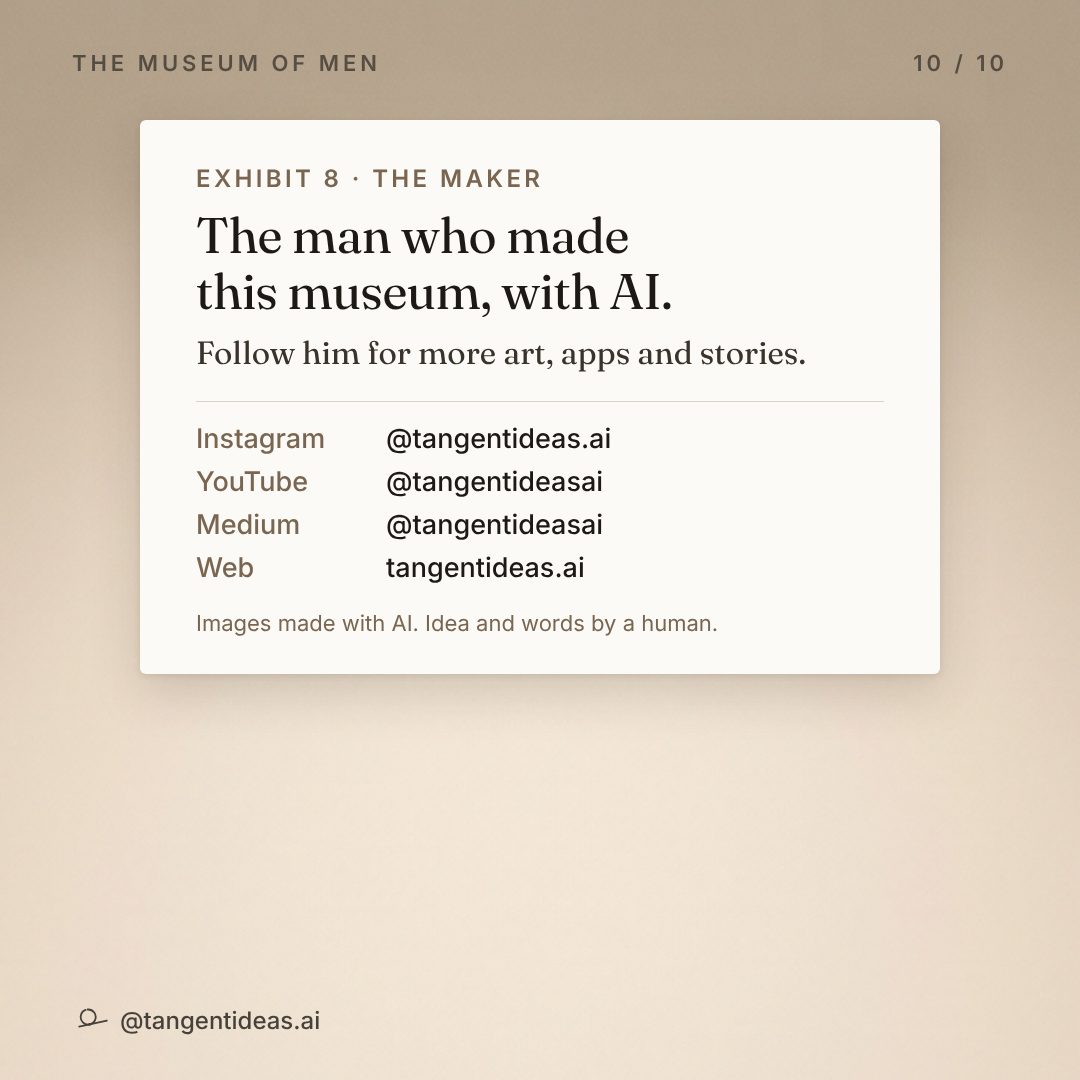 THE MUSEUM OF MEN
10 / 10
EXHIBIT 8 · THE MAKER
The man who made
this museum, with AI.
Follow him for more art, apps and stories.
Instagram @tangentideas.ai
YouTube @tangentideasai
Medium @tangentideasai
Web tangentideas.ai
Images made with AI. Idea and words by a human.
@tangentideas.ai